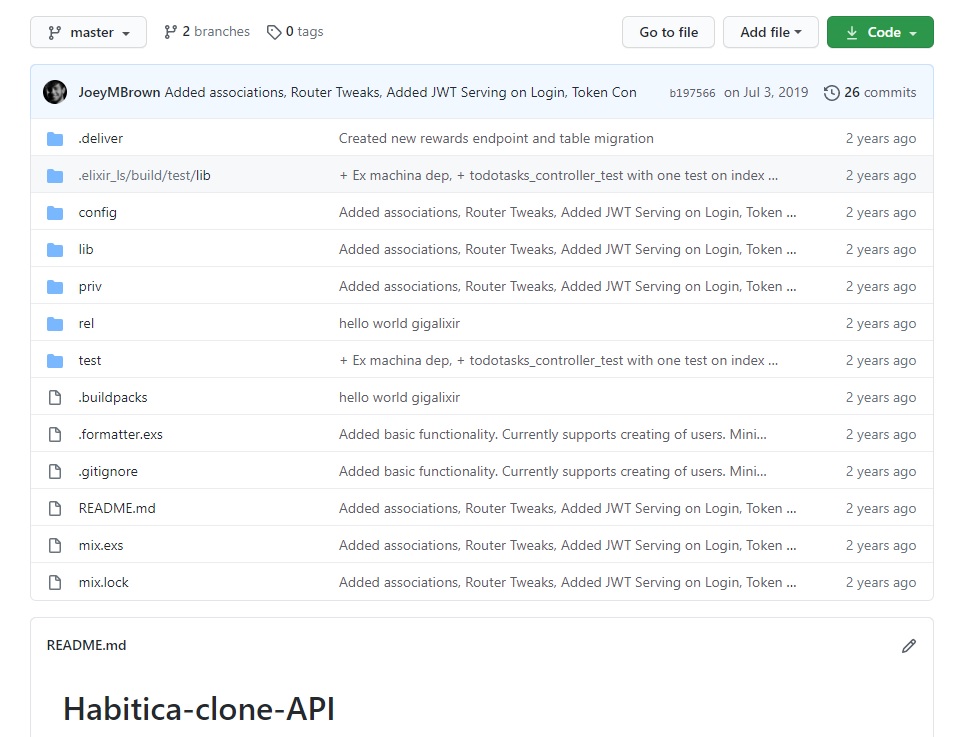 master 2 branches 0 tags Go to file Add file Code
JoeyMBrown Added associations, Router Tweaks, Added JWT Serving on Login, Token Con b197566 on Jul 3, 2019 26 commits
.deliver Created new rewards endpoint and table migration 2 years ago
.elixir_ls/build/test/lib + Ex machina dep, + todotasks_controller_test with one test on index ... 2 years ago
config Added associations, Router Tweaks, Added JWT Serving on Login, Token ... 2 years ago
lib Added associations, Router Tweaks, Added JWT Serving on Login, Token ... 2 years ago
priv Added associations, Router Tweaks, Added JWT Serving on Login, Token ... 2 years ago
rel hello world gigalixir 2 years ago
test + Ex machina dep, + todotasks_controller_test with one test on index ... 2 years ago
.buildpacks hello world gigalixir 2 years ago
.formatter.exs Added basic functionality. Currently supports creating of users. Mini... 2 years ago
.gitignore Added basic functionality. Currently supports creating of users. Mini... 2 years ago
README.md Added associations, Router Tweaks, Added JWT Serving on Login, Token ... 2 years ago
mix.exs Added associations, Router Tweaks, Added JWT Serving on Login, Token ... 2 years ago
mix.lock Added associations, Router Tweaks, Added JWT Serving on Login, Token ... 2 years ago
README.md
Habitica-clone-API